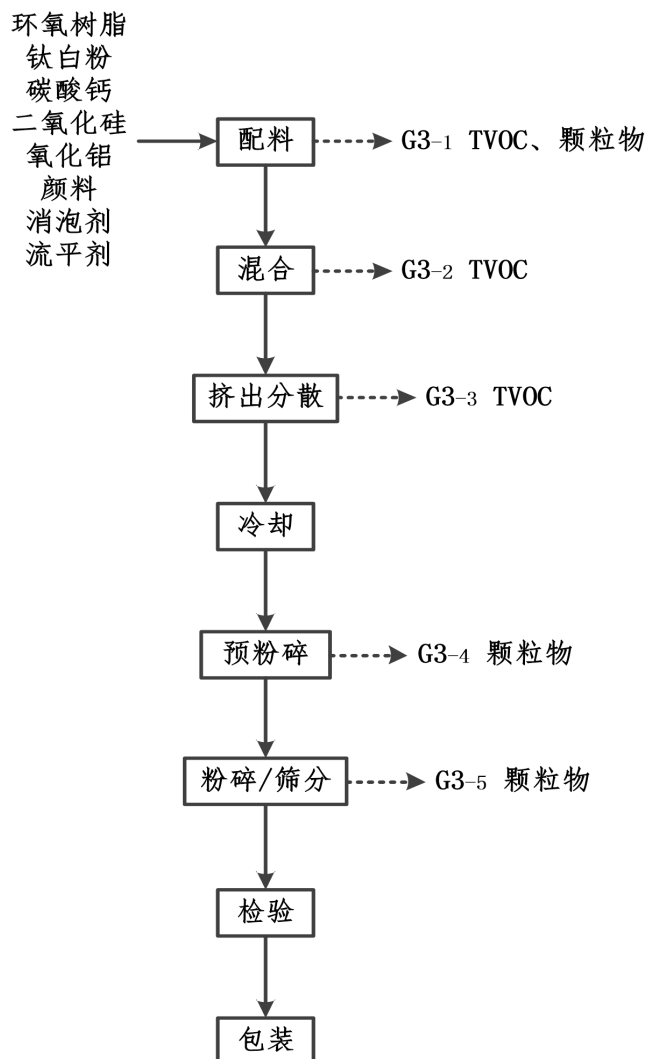 环氧树脂
钛白粉
碳酸钙
二氧化硅
氧化铝
颜料
消泡剂
流平剂
配料
G3-1 TVOC、颗粒物
混合
G3-2 TVOC
挤出分散
G3-3 TVOC
冷却
预粉碎
G3-4 颗粒物
粉碎/筛分
G3-5 颗粒物
检验
包装